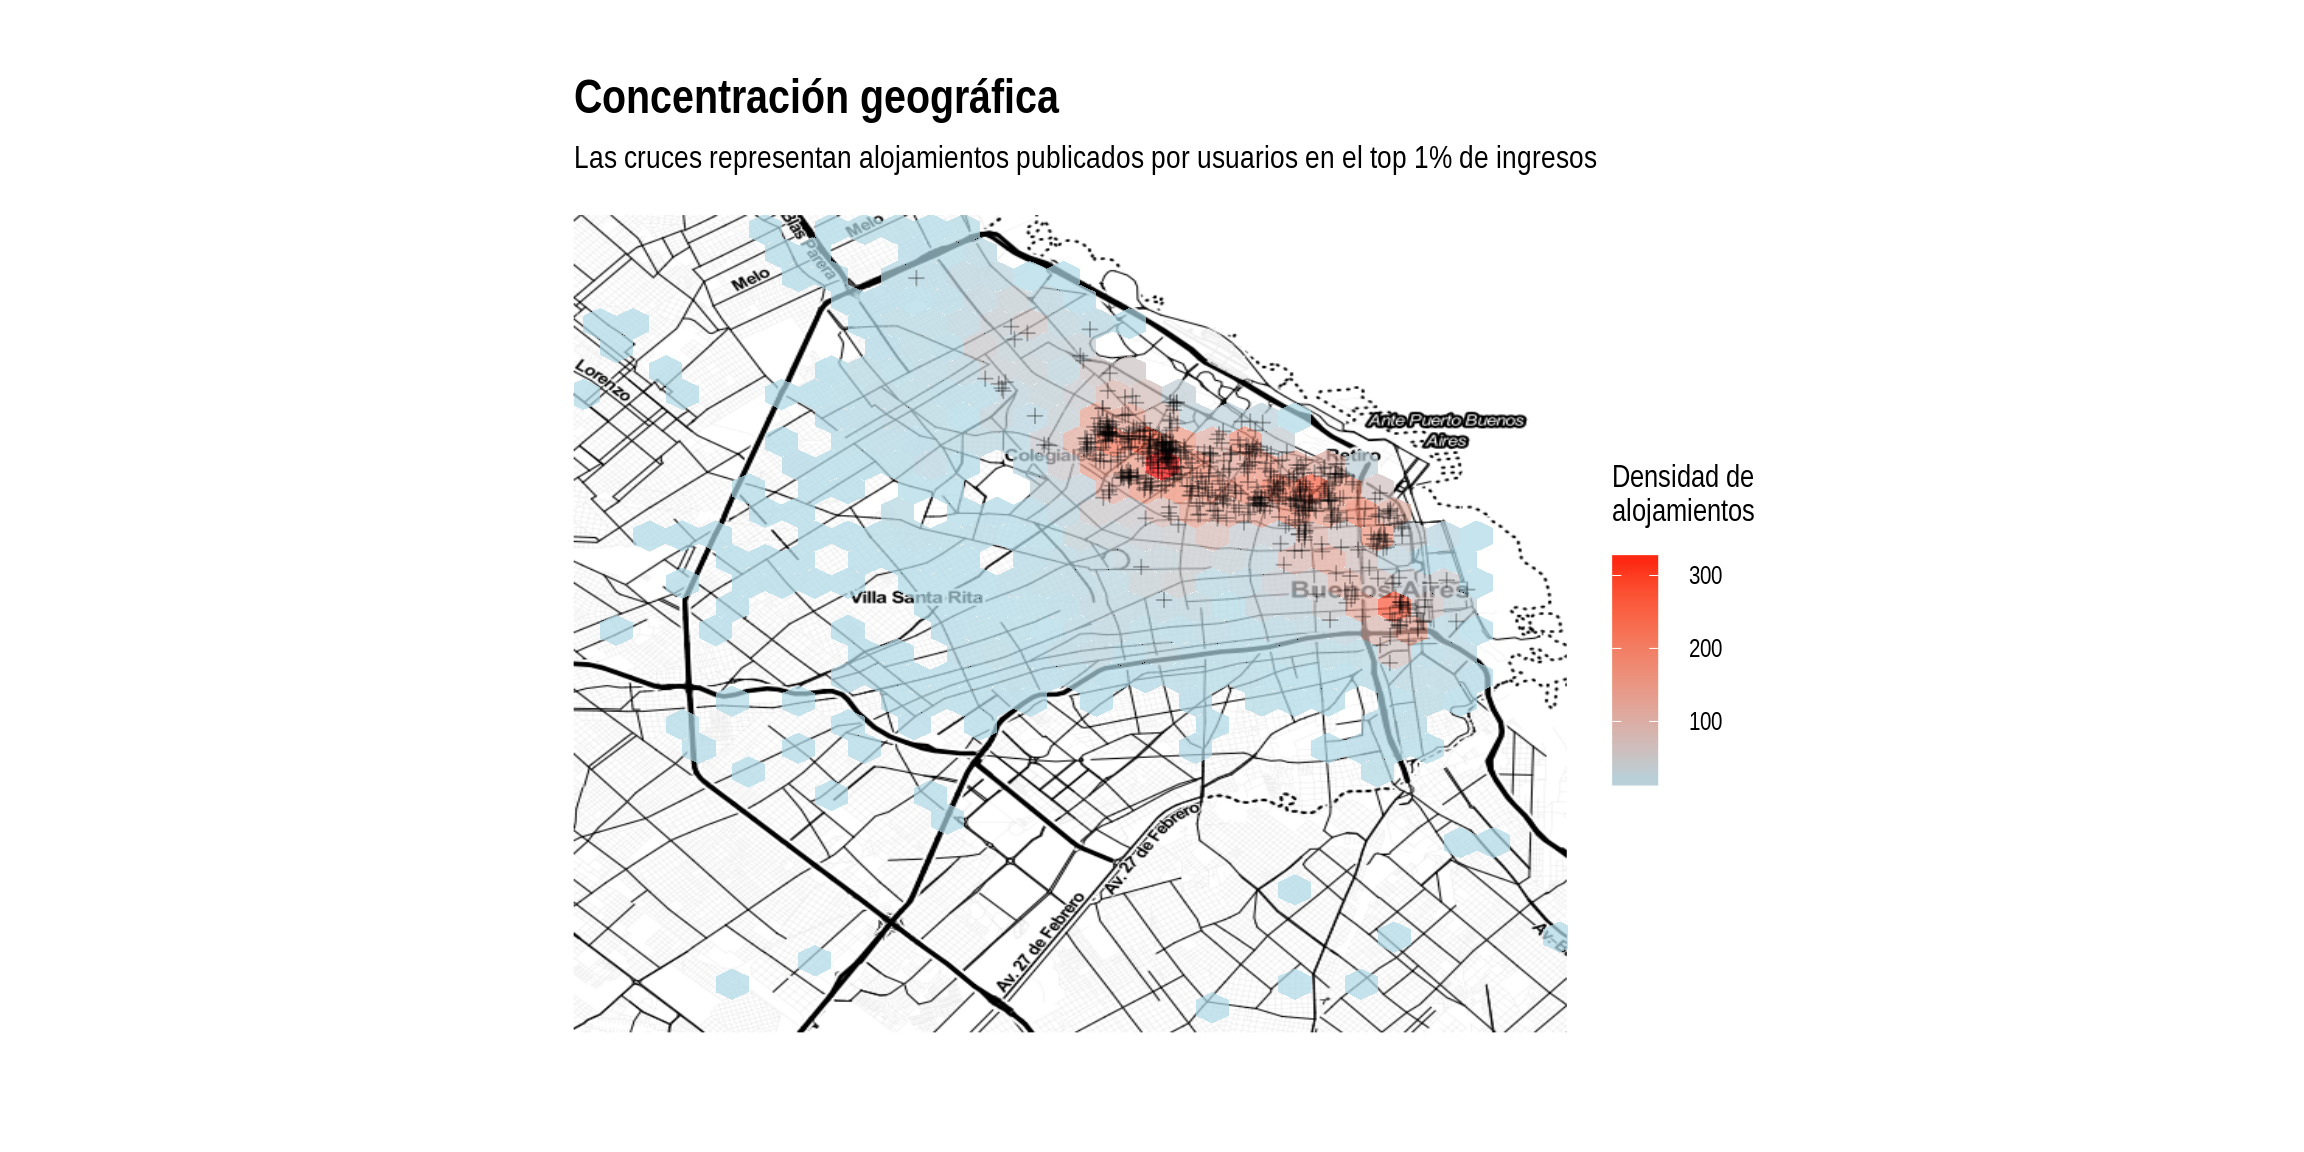 Concentración geográfica
Las cruces representan alojamientos publicados por usuarios en el top 1% de ingresos
Blas Parera
Melo
Melo
Lorenzo
Ante Puerto Buenos
Aires
Colegiales
Retiro
Buenos Aires
Villa Santa Rita
Av. 27 de Febrero
Av. 27 de Febrero
Densidad de
alojamientos
300
200
100